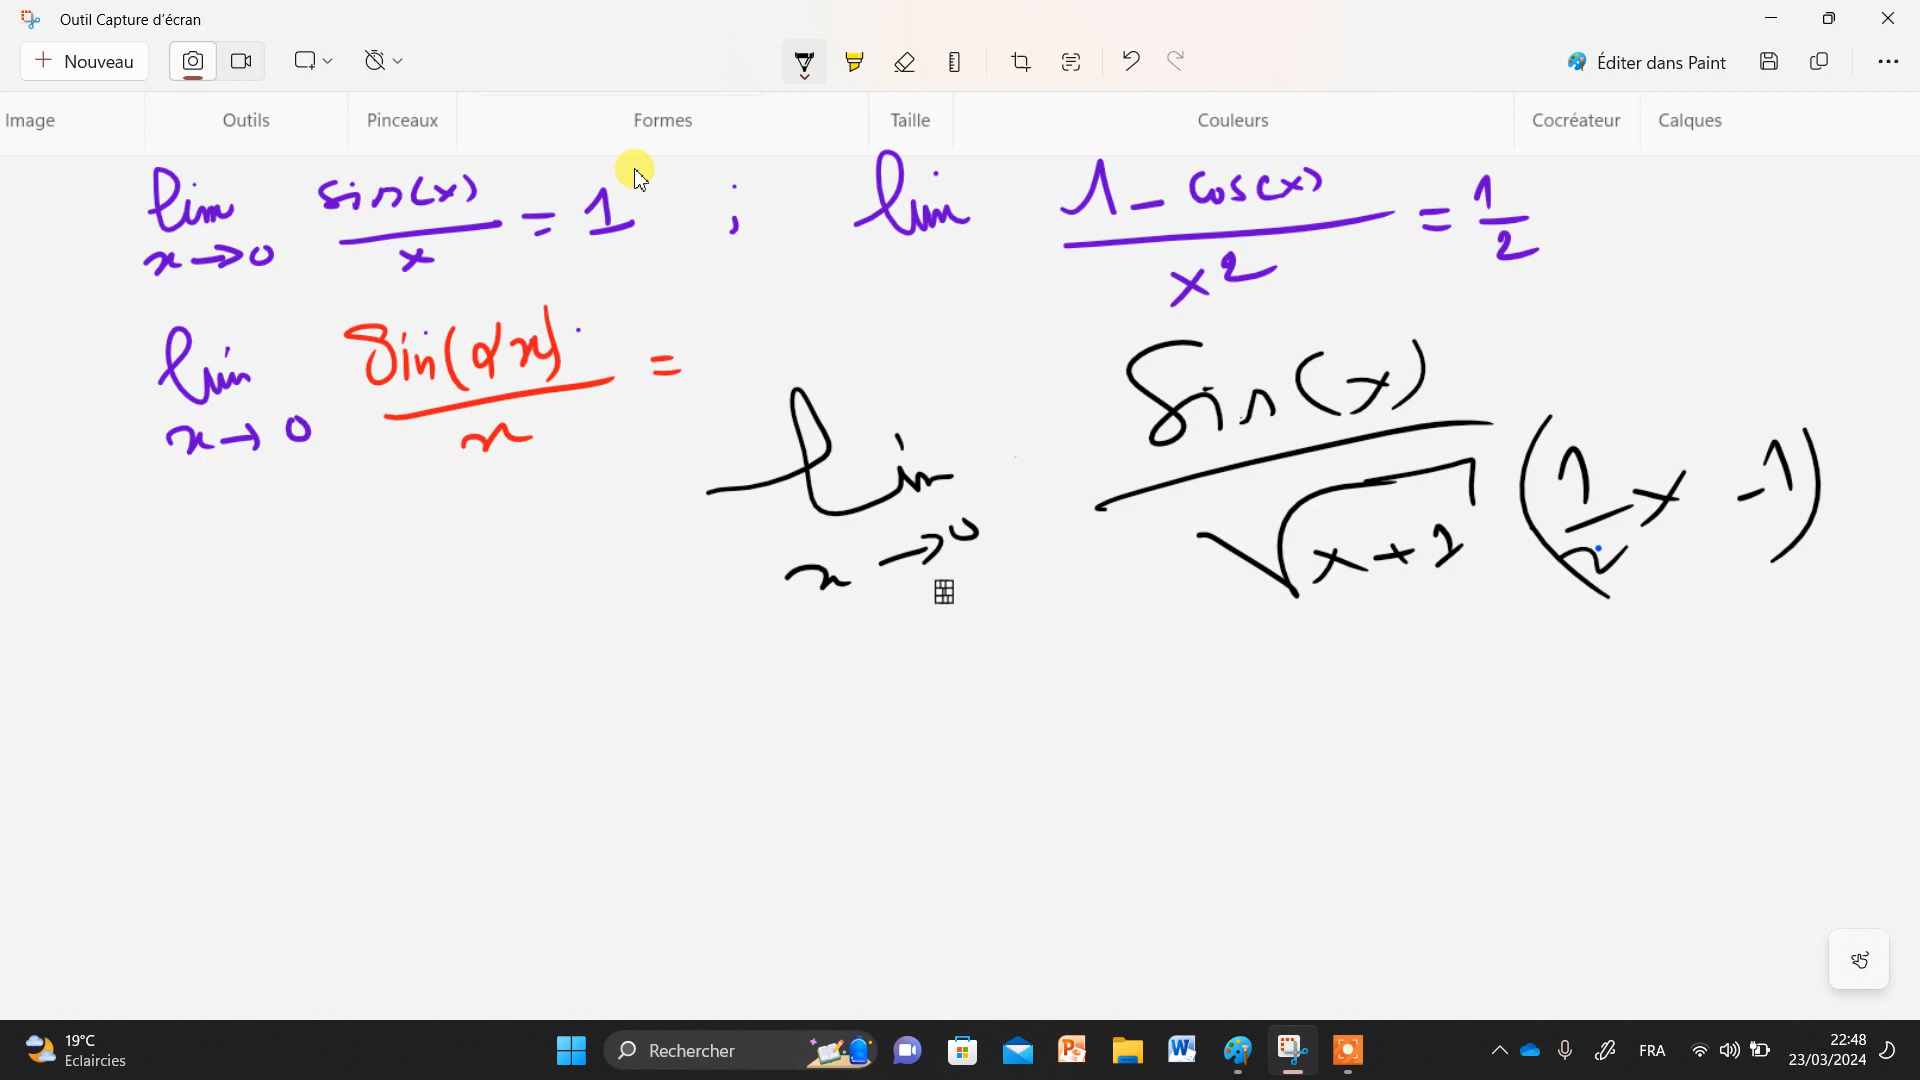 Outil Capture d'écran
Nouveau
Éditer dans Paint
Image Outils Pinceaux Formes Taille Couleurs Cocréateur Calques
lim x→0 sin(x)/x = 1 ; lim 1 - cos(x)/x² = 1/2
lim x→0 sin(αx)/x =
lim x→0 sin(x)/√(x+1) (1/2 x - 1)
19°C
Eclaircies
Rechercher
FRA
22:48
23/03/2024